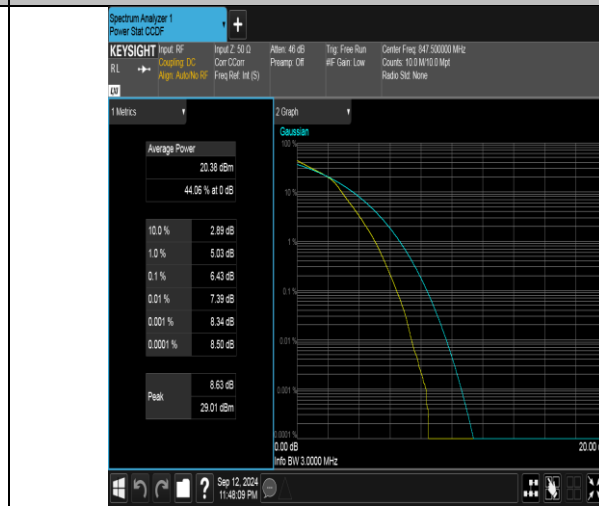 Spectrum Analyzer 1
Power Stat CCDF
+
KEYSIGHT Input: RF Input Z: 50 Ω Atten: 46 dB Trig: Free Run Center Freq: 847.500000 MHz
RL Coupling: DC Corr CCorr Preamp: Off #IF Gain: Low Counts: 10.0 M/10.0 Mpt
Align: Auto/No RF Freq Ref: Int (S) Radio Std: None
1 Metrics
Average Power
20.38 dBm
44.06 % at 0 dB
10.0 % 2.89 dB
1.0 % 5.03 dB
0.1 % 6.43 dB
0.01 % 7.39 dB
0.001 % 8.34 dB
0.0001 % 8.50 dB
Peak 8.63 dB
29.01 dBm
2 Graph
Gaussian
100 %
10 %
1 %
0.1 %
0.01 %
0.001 %
0.0001 %
0.00 dB 20.00
Info BW 3.0000 MHz
?
Sep 12, 2024
11:48:09 PM